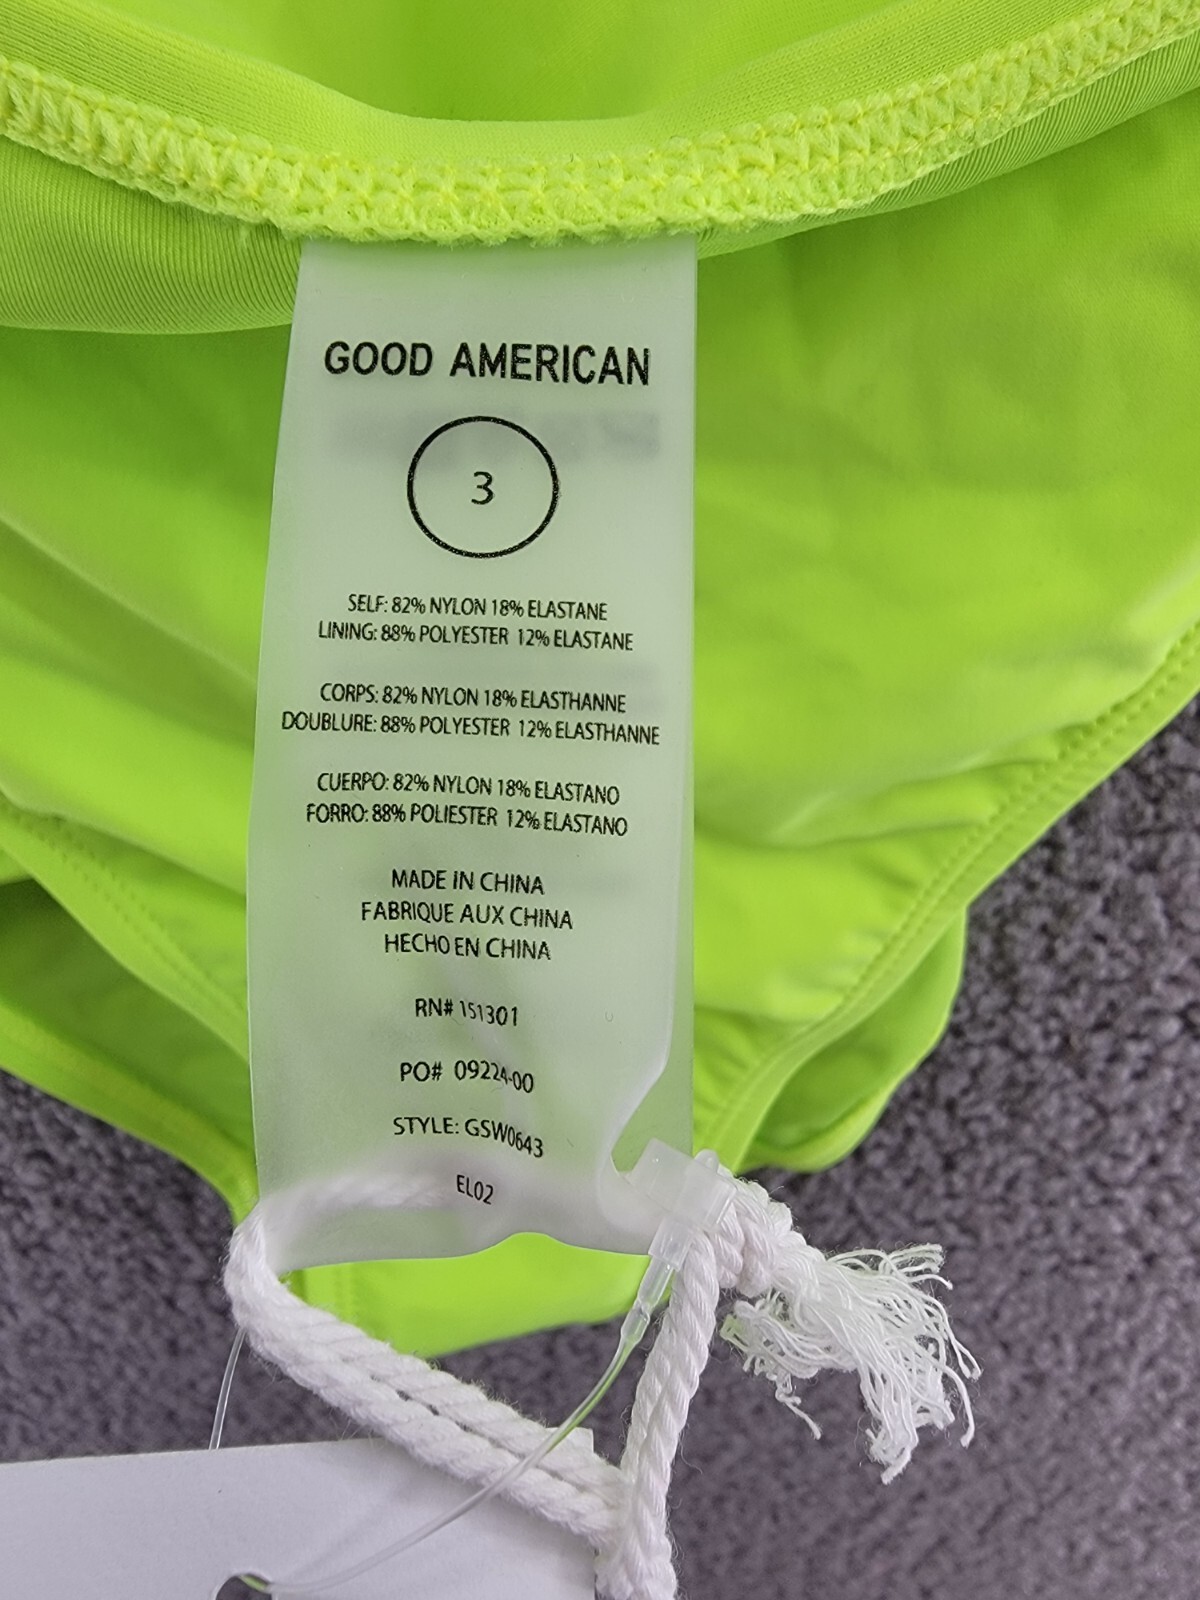 GOOD AMERICAN
3
SELF: 82% NYLON 18% ELASTANE
LINING: 88% POLYESTER 12% ELASTANE
CORPS: 82% NYLON 18% ELASTHANNE
DOUBLURE: 88% POLYESTER 12% ELASTHANNE
CUERPO: 82% NYLON 18% ELASTANO
FORRO: 88% POLIESTER 12% ELASTANO
MADE IN CHINA
FABRIQUE AUX CHINA
HECHO EN CHINA
RN# 151301
PO# 09224-00
STYLE: GSW0643
EL02